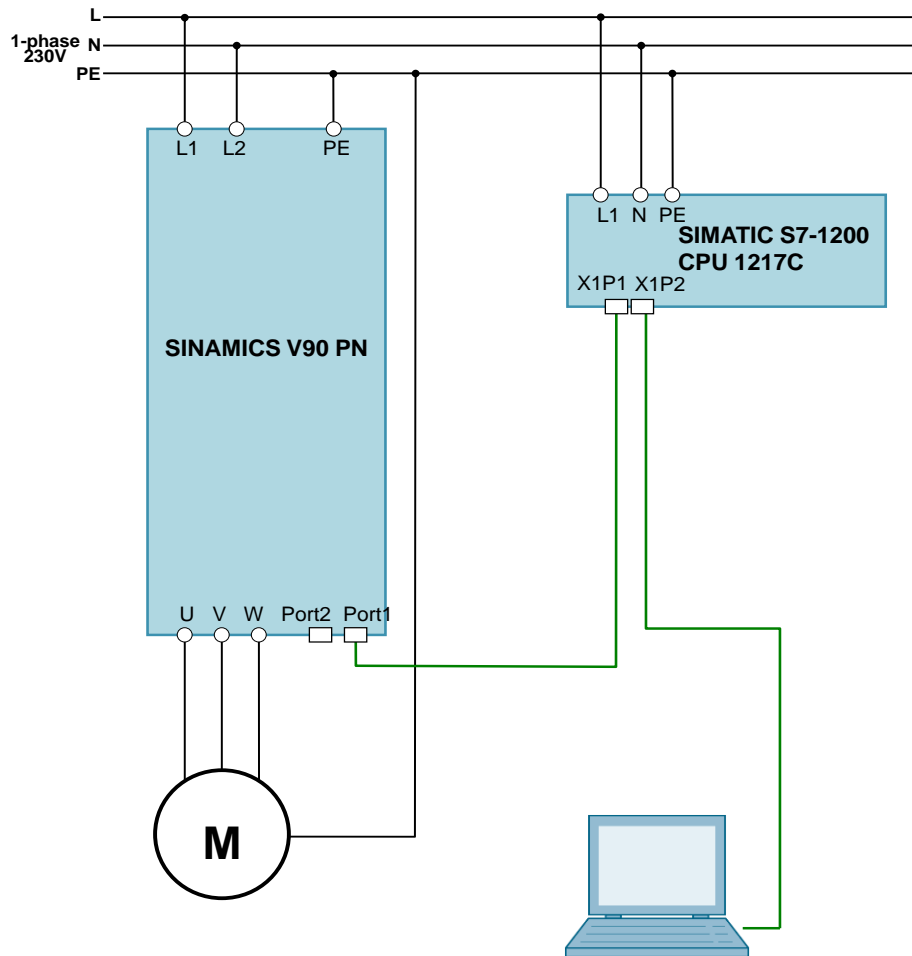 L
1-phase
230V
N
PE
L1 L2 PE
L1 N PE
SIMATIC S7-1200
CPU 1217C
X1P1 X1P2
SINAMICS V90 PN
U V W Port2 Port1
M